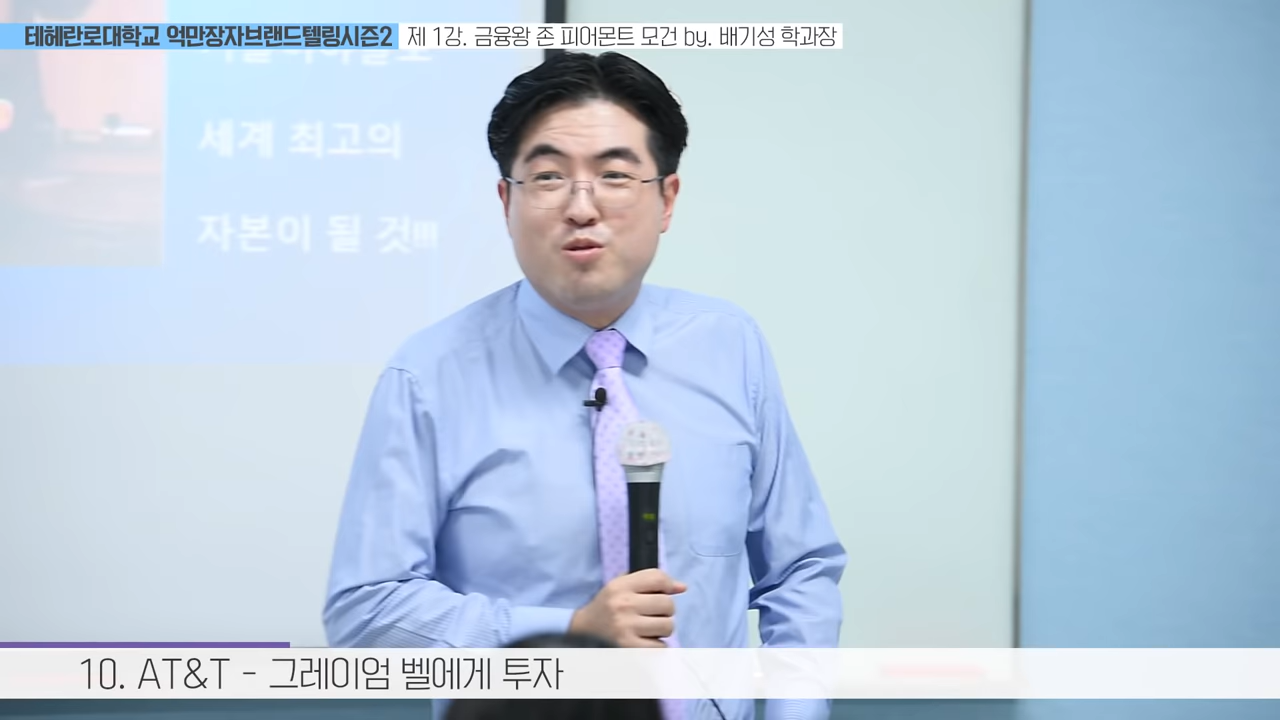 테헤란로대학교 억만장자브랜드텔링시즌2 제 1강. 금융왕 존 피어몬트 모건 by. 배기성 학과장
세계 최고의
자본이 될 것!!!!
10. AT&T - 그레이엄 벨에게 투자